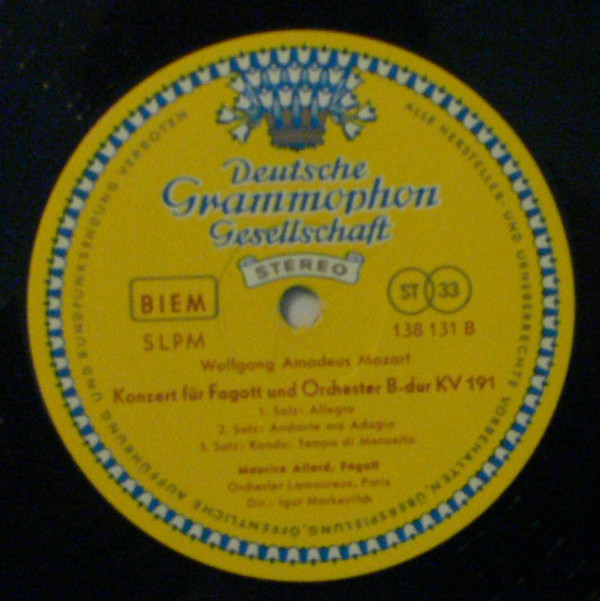 Deutsche
Grammophon
Gesellschaft
STEREO
BIEM
ST 33
SLPM
138 131 B
Wolfgang Amadeus Mozart
Konzert für Fagott und Orchester B-dur KV 191
1. Satz: Allegro
2. Satz: Andante ma Adagio
3. Satz: Rondo: Tempo di Menuetto
Maurice Allard, Fagott
Orchester Lamoureux, Paris
Dir.: Igor Markevitch
ALLE HERSTELLER- UND URHEBERRECHTE VORBEHALTEN, ÜBERSPIELUNG, ÖFFENTLICHE AUFFÜHRUNG UND RUNDFUNKSENDUNG VERBOTEN